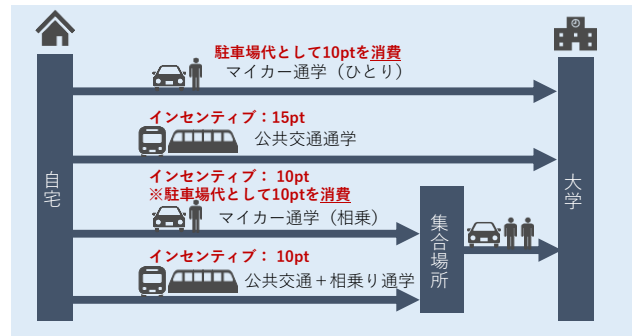 駐車場代として10ptを消費
マイカー通学（ひとり）
インセンティブ：15pt
公共交通通学
インセンティブ： 10pt
※駐車場代として10ptを消費
マイカー通学（相乗）
インセンティブ： 10pt
公共交通＋相乗り通学
自宅
集合場所
大学